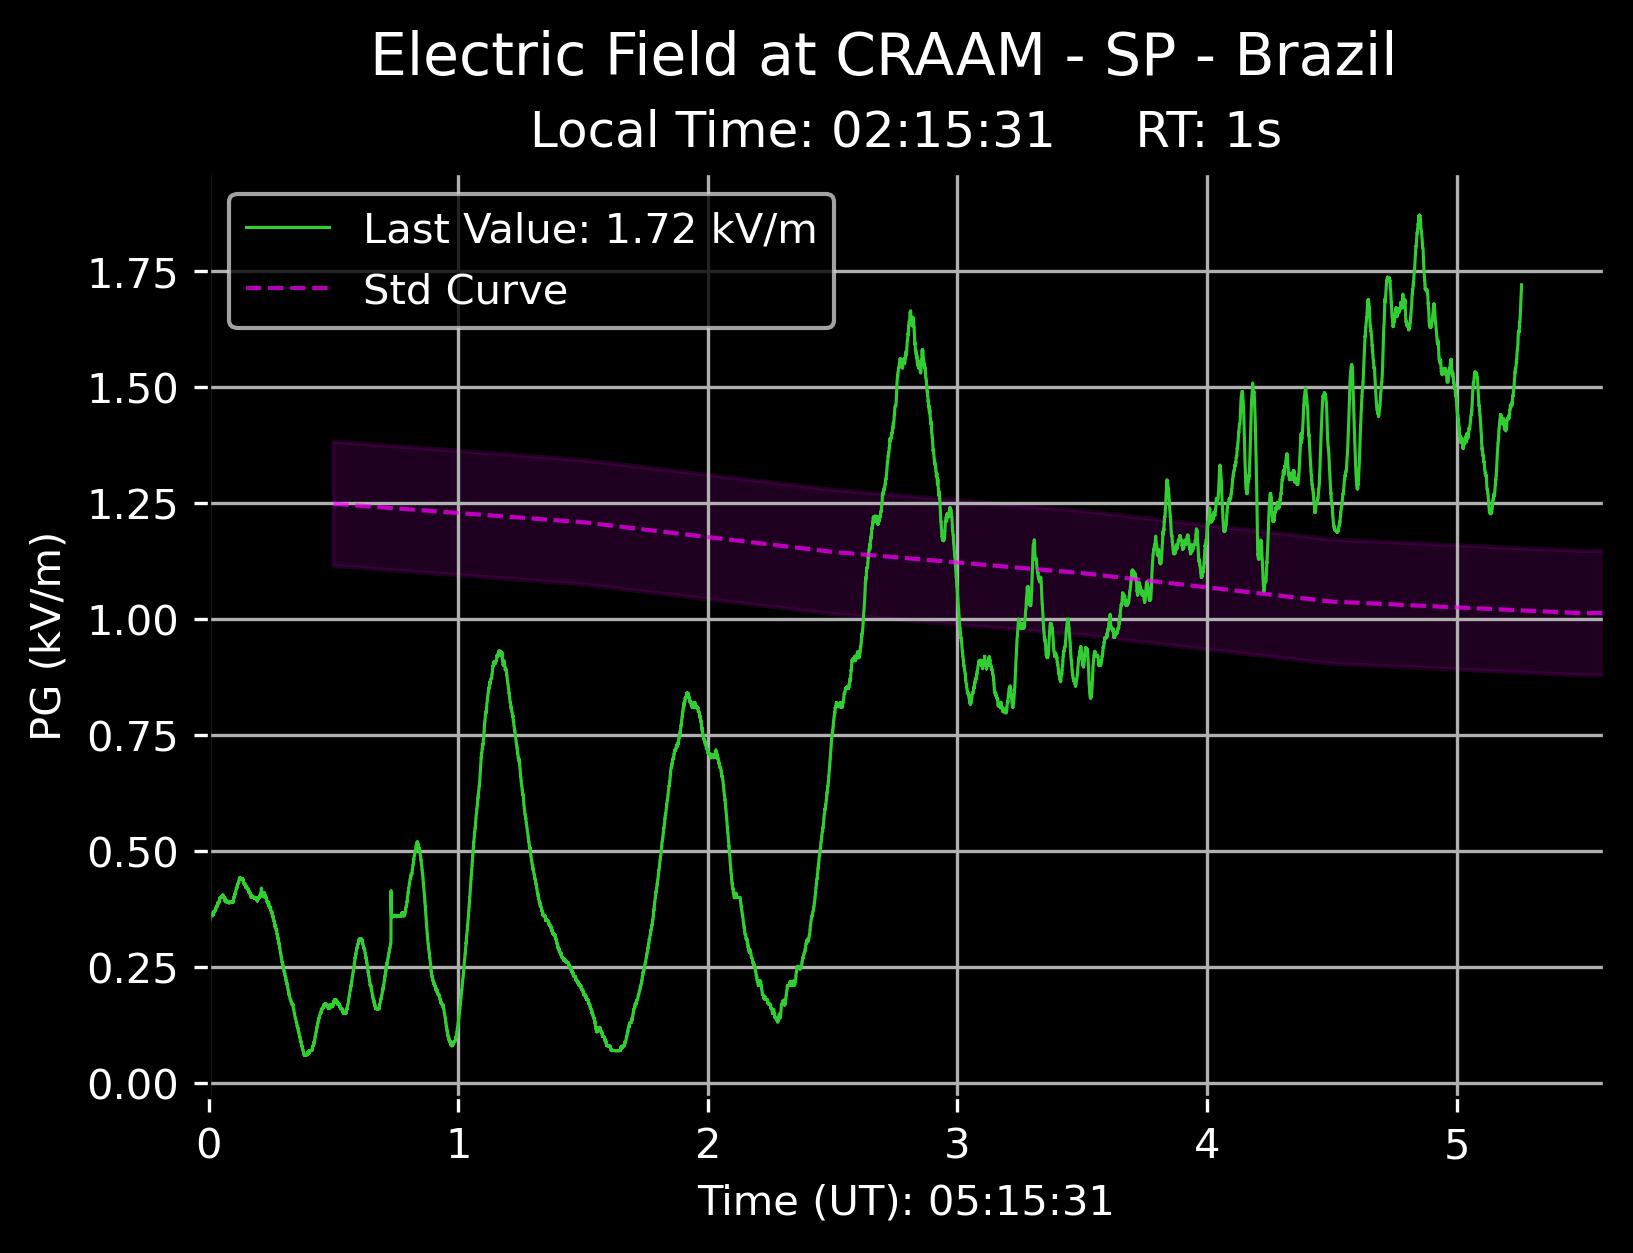 Electric Field at CRAAM - SP - Brazil
Local Time: 02:15:31 RT: 1s
Last Value: 1.72 kV/m
Std Curve
PG (kV/m)
1.75
1.50
1.25
1.00
0.75
0.50
0.25
0.00
0 1 2 3 4 5
Time (UT): 05:15:31